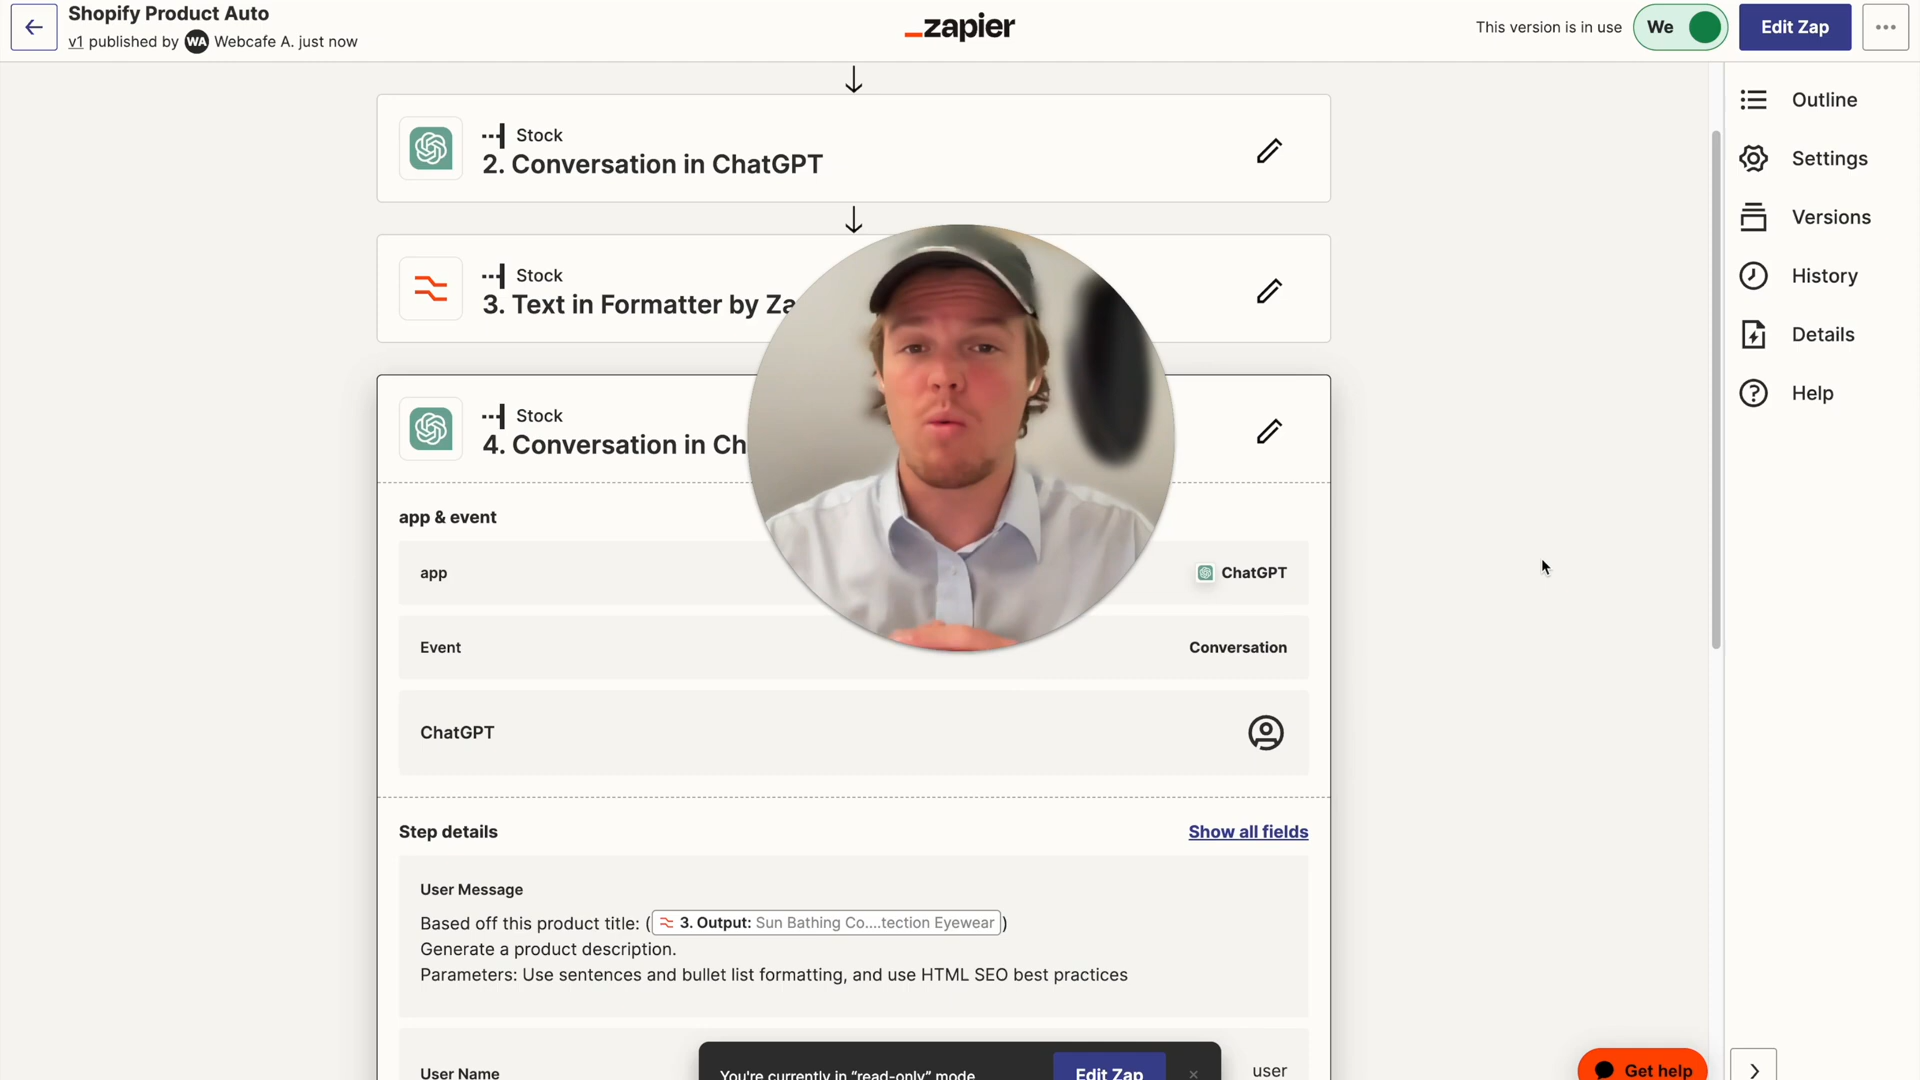 Shopify Product Auto
v1 published by WA Webcafe A. just now
zapier
This version is in use
We
Edit Zap
Outline
Settings
Versions
History
Details
Help
Stock
2. Conversation in ChatGPT
Stock
3. Text in Formatter by Za
Stock
4. Conversation in Ch
app & event
app
ChatGPT
Event
Conversation
ChatGPT
Step details
Show all fields
User Message
Based off this product title: ( 3. Output: Sun Bathing Co....tection Eyewear )
Generate a product description.
Parameters: Use sentences and bullet list formatting, and use HTML SEO best practices
User Name
user
You're currently in “read-only” mode
Edit Zap
Get help